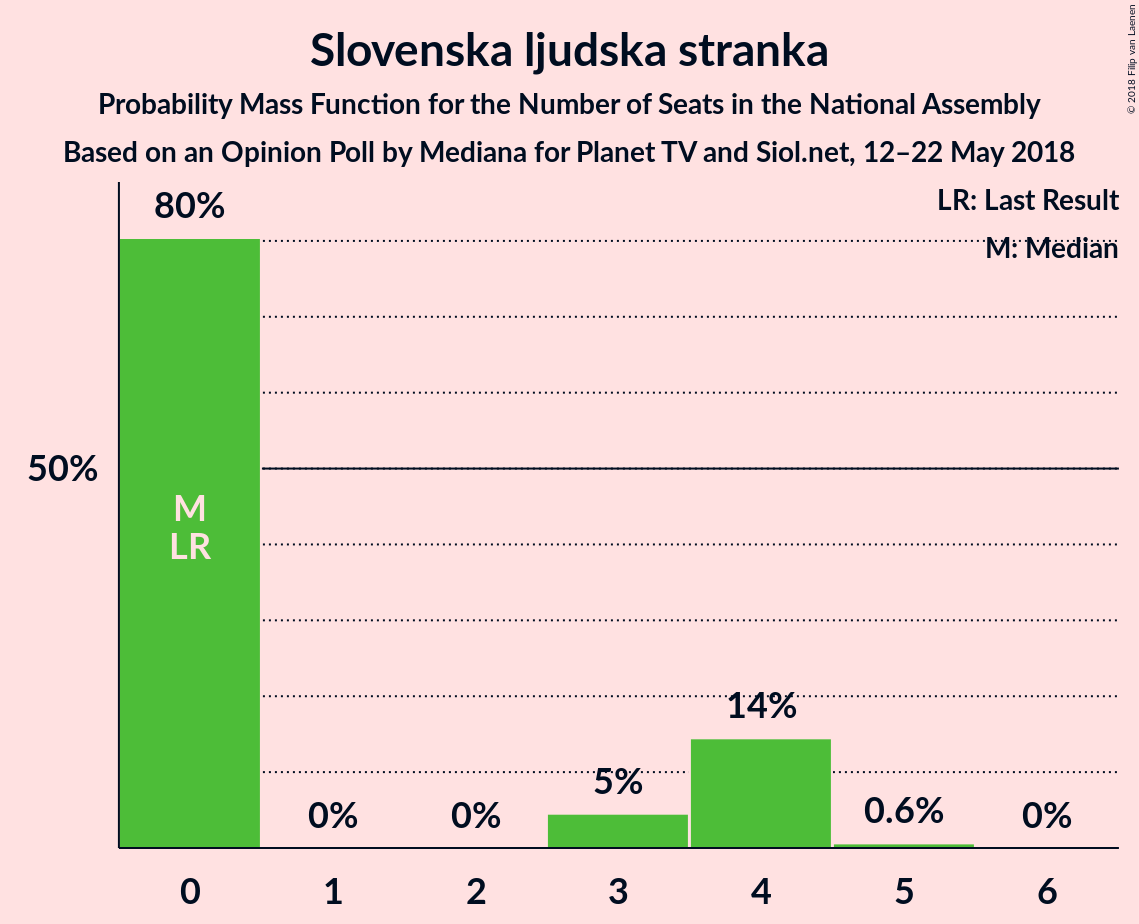 Slovenska ljudska stranka
Probability Mass Function for the Number of Seats in the National Assembly
Based on an Opinion Poll by Mediana for Planet TV and Siol.net, 12–22 May 2018
© 2018 Filip van Laenen
LR: Last Result
M: Median
80%
50%
M
LR
0%
0%
5%
14%
0.6%
0%
0
1
2
3
4
5
6